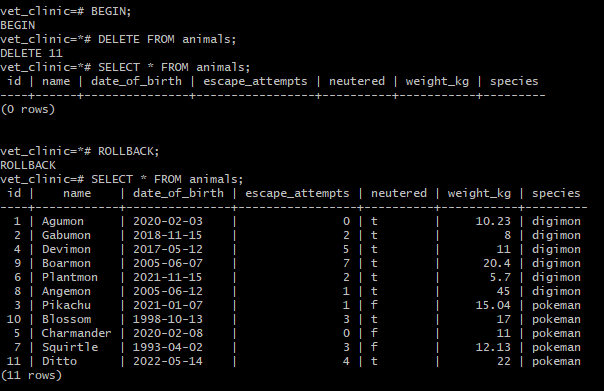 vet_clinic=# BEGIN;
BEGIN
vet_clinic=*# DELETE FROM animals;
DELETE 11
vet_clinic=*# SELECT * FROM animals;
 id | name | date_of_birth | escape_attempts | neutered | weight_kg | species
----+------+---------------+-----------------+----------+-----------+---------
(0 rows)


vet_clinic=*# ROLLBACK;
ROLLBACK
vet_clinic=# SELECT * FROM animals;
 id |    name    | date_of_birth | escape_attempts | neutered | weight_kg | species
----+------------+---------------+-----------------+----------+-----------+---------
  1 | Agumon     | 2020-02-03    |               0 | t        |     10.23 | digimon
  2 | Gabumon    | 2018-11-15    |               2 | t        |         8 | digimon
  4 | Devimon    | 2017-05-12    |               5 | t        |        11 | digimon
  9 | Boarmon    | 2005-06-07    |               7 | t        |      20.4 | digimon
  6 | Plantmon   | 2021-11-15    |               2 | t        |       5.7 | digimon
  8 | Angemon    | 2005-06-12    |               1 | t        |        45 | digimon
  3 | Pikachu    | 2021-01-07    |               1 | f        |     15.04 | pokeman
 10 | Blossom    | 1998-10-13    |               3 | t        |        17 | pokeman
  5 | Charmander | 2020-02-08    |               0 | f        |        11 | pokeman
  7 | Squirtle   | 1993-04-02    |               3 | f        |     12.13 | pokeman
 11 | Ditto      | 2022-05-14    |               4 | t        |        22 | pokeman
(11 rows)